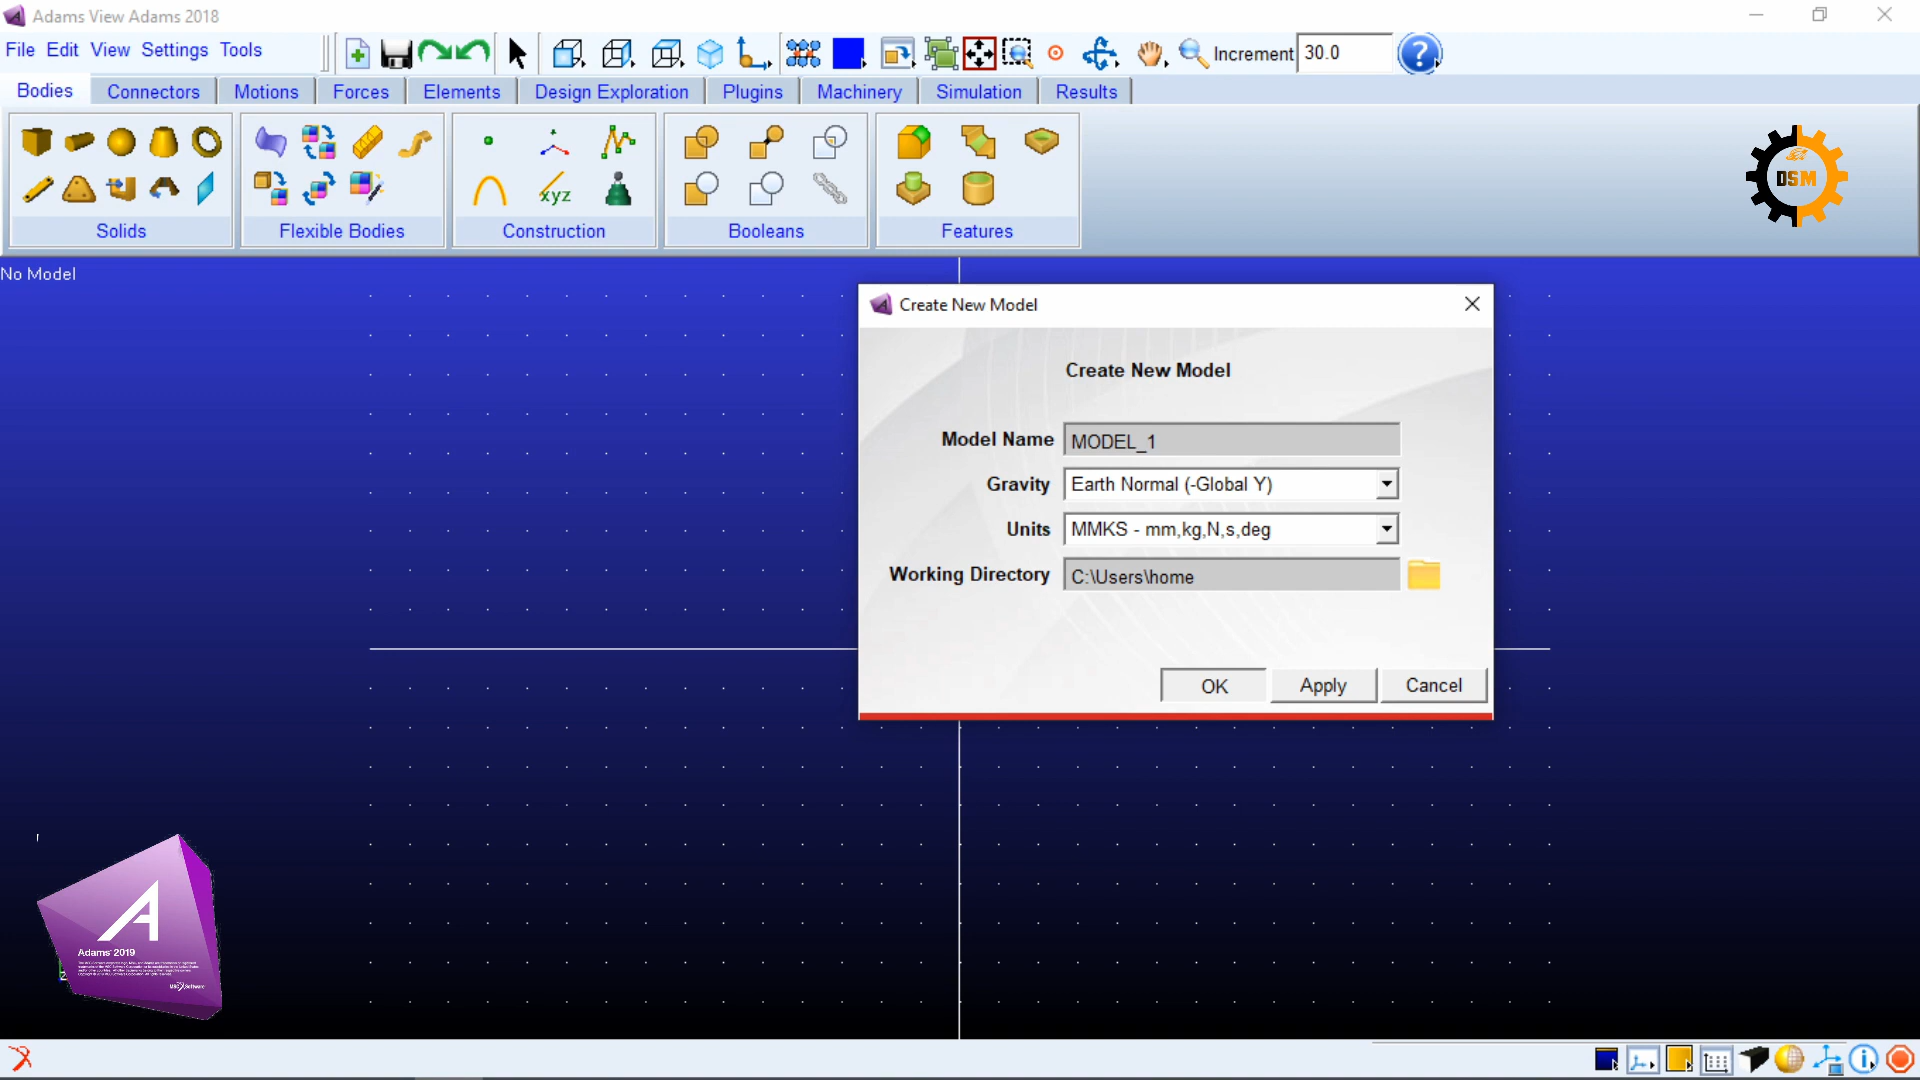 Adams View Adams 2018
File Edit View Settings Tools
Increment 30.0
Bodies Connectors Motions Forces Elements Design Exploration Plugins Machinery Simulation Results
xyz
Solids Flexible Bodies Construction Booleans Features
DSM
No Model
Create New Model
Create New Model
Model Name MODEL_1
Gravity Earth Normal (-Global Y)
Units MMKS - mm,kg,N,s,deg
Working Directory C:\Users\home
OK Apply Cancel
A
Adams 2019
MSC Software